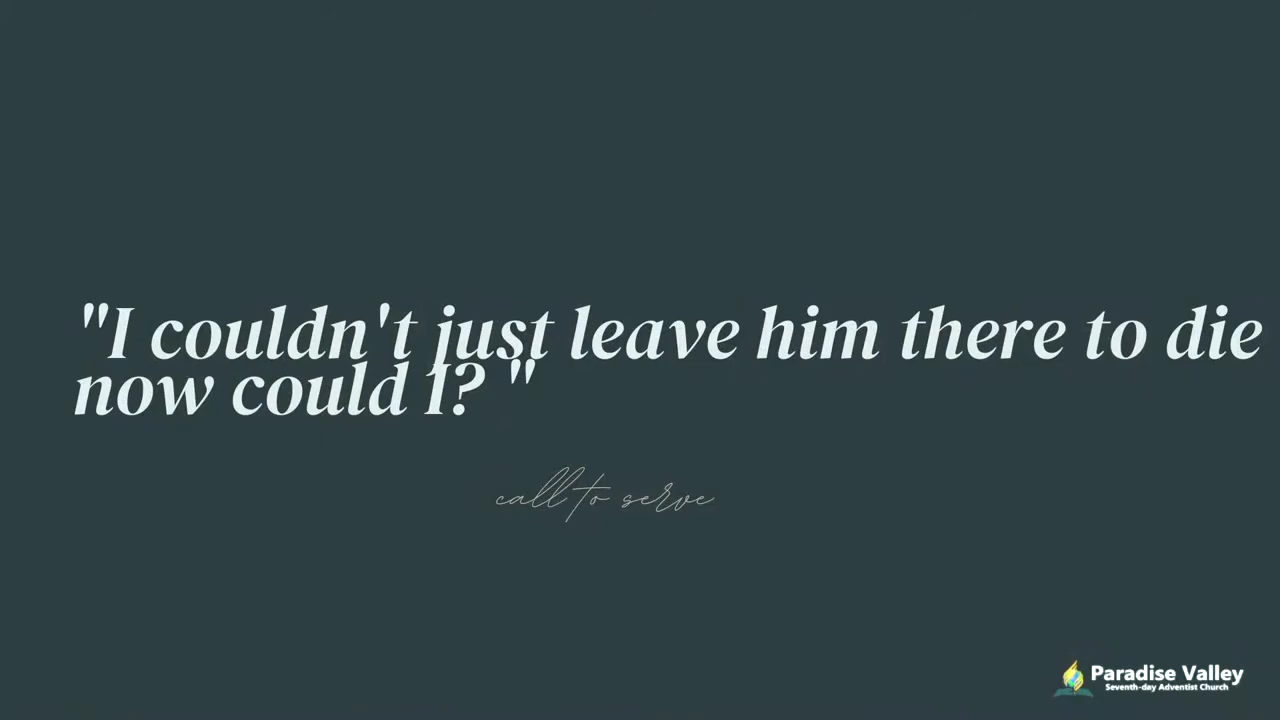 "I couldn't just leave him there to die
now could I? "
call to serve
Paradise Valley
Seventh-day Adventist Church